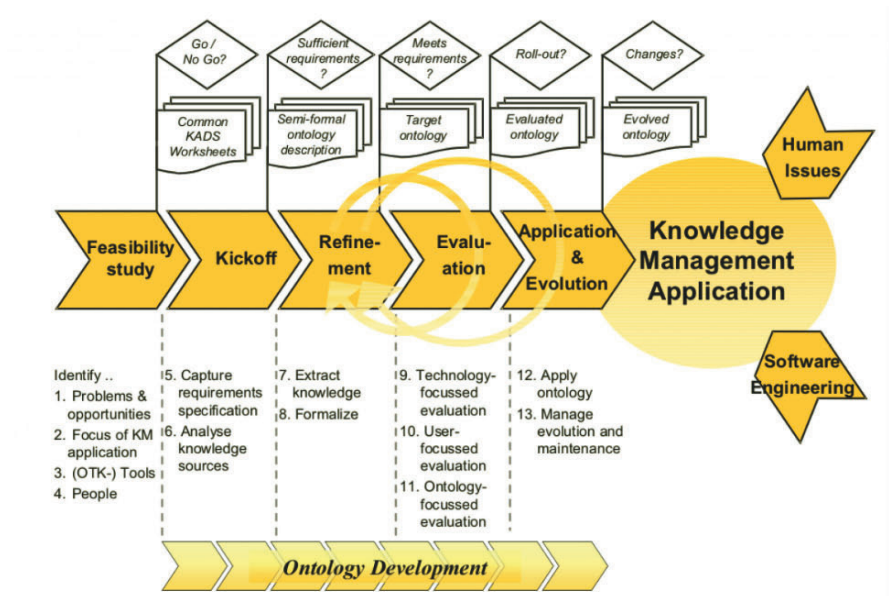 Go /
No Go?
Sufficient
requirements
?
Meets
requirements
?
Roll-out?
Changes?
Common
KADS
Worksheets
Semi-formal
ontology
description
Target
ontology
Evaluated
ontology
Evolved
ontology
Human
Issues
Feasibility
study
Kickoff
Refine-
ment
Evalu-
ation
Application
&
Evolution
Knowledge
Management
Application
Software
Engineering
Identify ..
1. Problems &
opportunities
2. Focus of KM
application
3. (OTK-) Tools
4. People
5. Capture
requirements
specification
6. Analyse
knowledge
sources
7. Extract
knowledge
8. Formalize
9. Technology-
focussed
evaluation
10. User-
focussed
evaluation
11. Ontology-
focussed
evaluation
12. Apply
ontology
13. Manage
evolution and
maintenance
Ontology Development